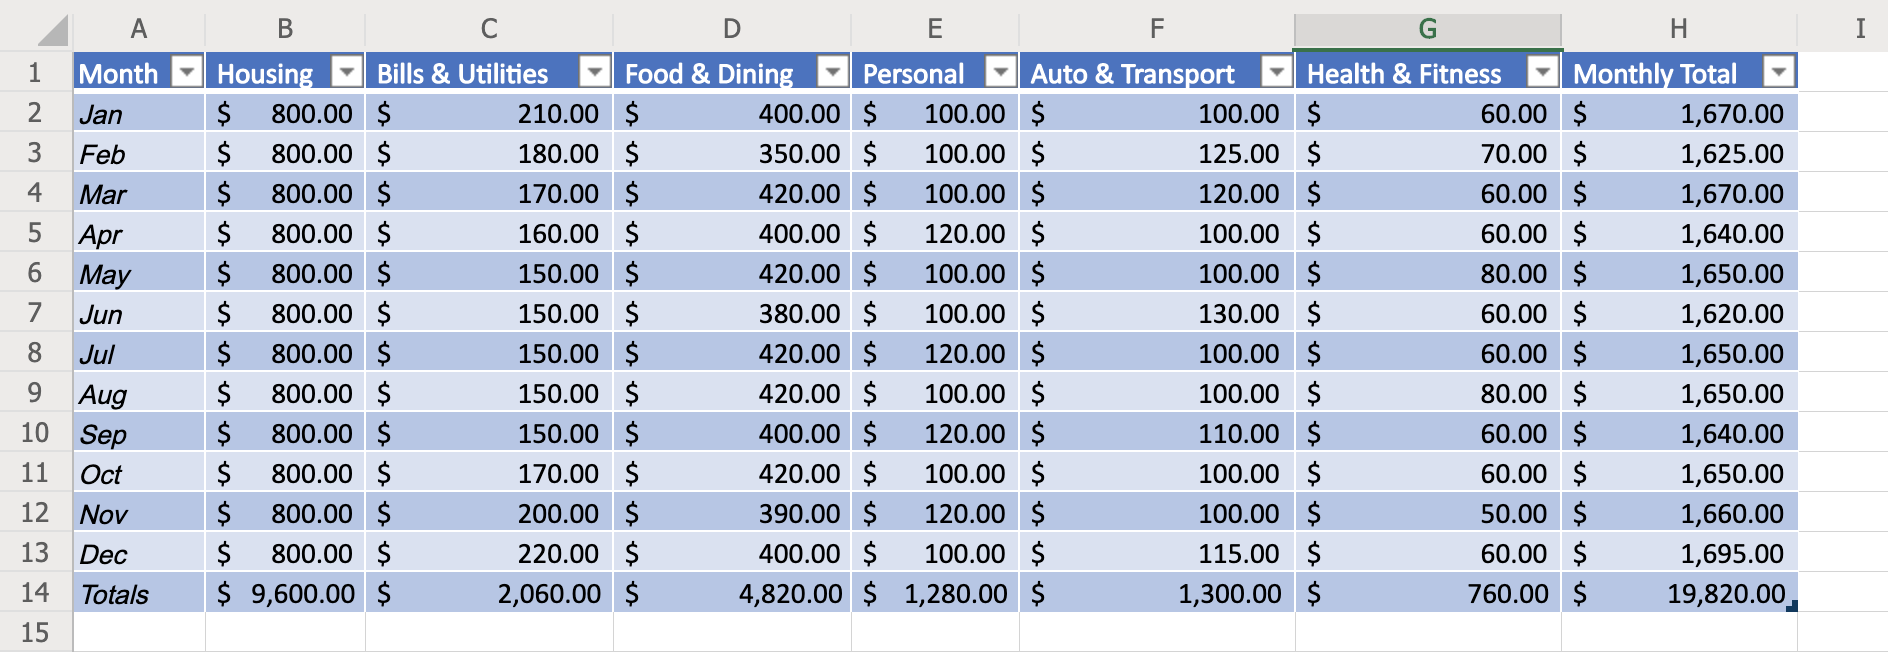 A B C D E F G H I
1 Month Housing Bills & Utilities Food & Dining Personal Auto & Transport Health & Fitness Monthly Total
2 Jan $ 800.00 $ 210.00 $ 400.00 $ 100.00 $ 100.00 $ 60.00 $ 1,670.00
3 Feb $ 800.00 $ 180.00 $ 350.00 $ 100.00 $ 125.00 $ 70.00 $ 1,625.00
4 Mar $ 800.00 $ 170.00 $ 420.00 $ 100.00 $ 120.00 $ 60.00 $ 1,670.00
5 Apr $ 800.00 $ 160.00 $ 400.00 $ 120.00 $ 100.00 $ 60.00 $ 1,640.00
6 May $ 800.00 $ 150.00 $ 420.00 $ 100.00 $ 100.00 $ 80.00 $ 1,650.00
7 Jun $ 800.00 $ 150.00 $ 380.00 $ 100.00 $ 130.00 $ 60.00 $ 1,620.00
8 Jul $ 800.00 $ 150.00 $ 420.00 $ 120.00 $ 100.00 $ 60.00 $ 1,650.00
9 Aug $ 800.00 $ 150.00 $ 420.00 $ 100.00 $ 100.00 $ 80.00 $ 1,650.00
10 Sep $ 800.00 $ 150.00 $ 400.00 $ 120.00 $ 110.00 $ 60.00 $ 1,640.00
11 Oct $ 800.00 $ 170.00 $ 420.00 $ 100.00 $ 100.00 $ 60.00 $ 1,650.00
12 Nov $ 800.00 $ 200.00 $ 390.00 $ 120.00 $ 100.00 $ 50.00 $ 1,660.00
13 Dec $ 800.00 $ 220.00 $ 400.00 $ 100.00 $ 115.00 $ 60.00 $ 1,695.00
14 Totals $ 9,600.00 $ 2,060.00 $ 4,820.00 $ 1,280.00 $ 1,300.00 $ 760.00 $ 19,820.00
15